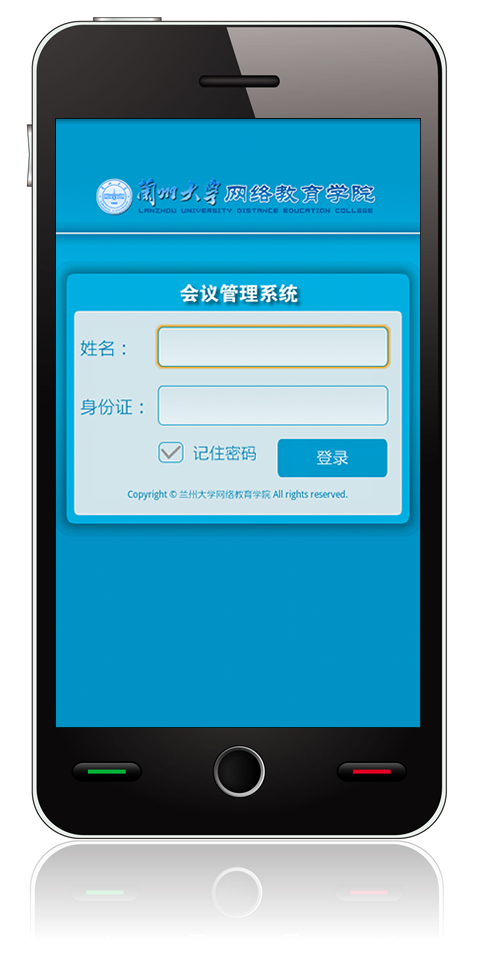 兰州大学网络教育学院
LANZHOU UNIVERSITY DISTANCE EDUCATION COLLEGE
会议管理系统
姓名：
身份证：
记住密码 登录
Copyright © 兰州大学网络教育学院 All rights reserved.